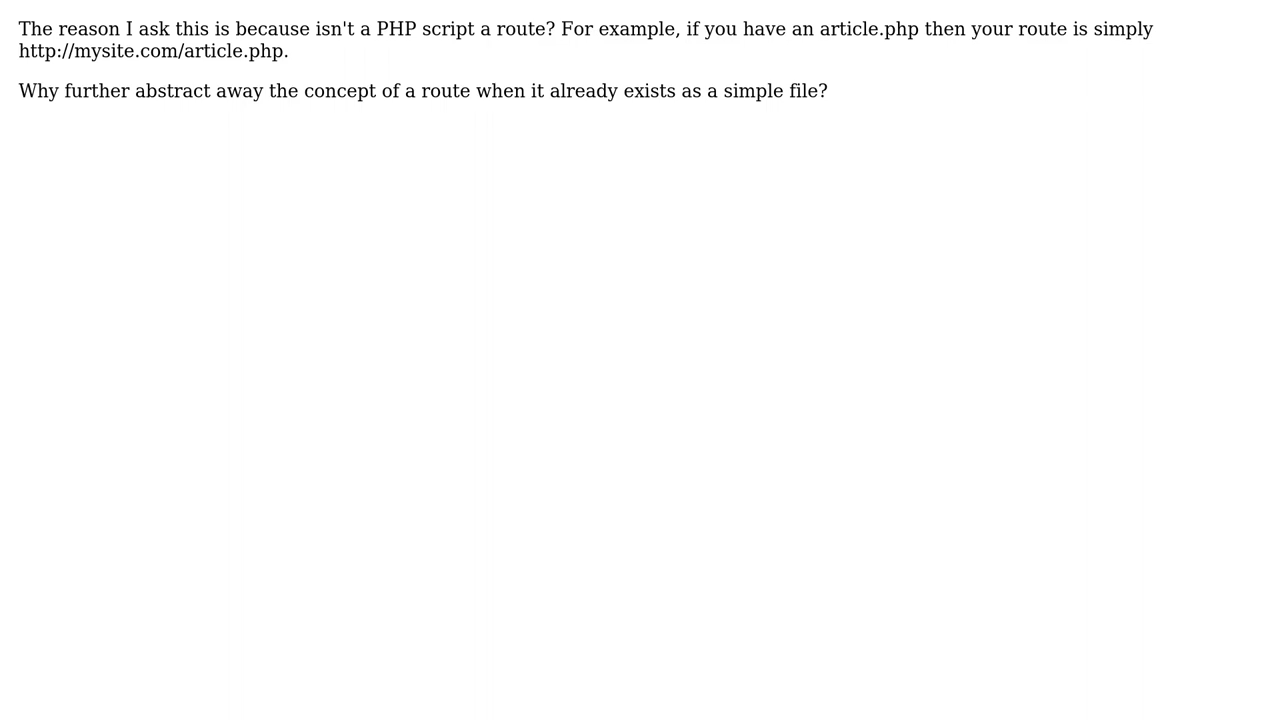 The reason I ask this is because isn't a PHP script a route? For example, if you have an article.php then your route is simply
http://mysite.com/article.php.
Why further abstract away the concept of a route when it already exists as a simple file?